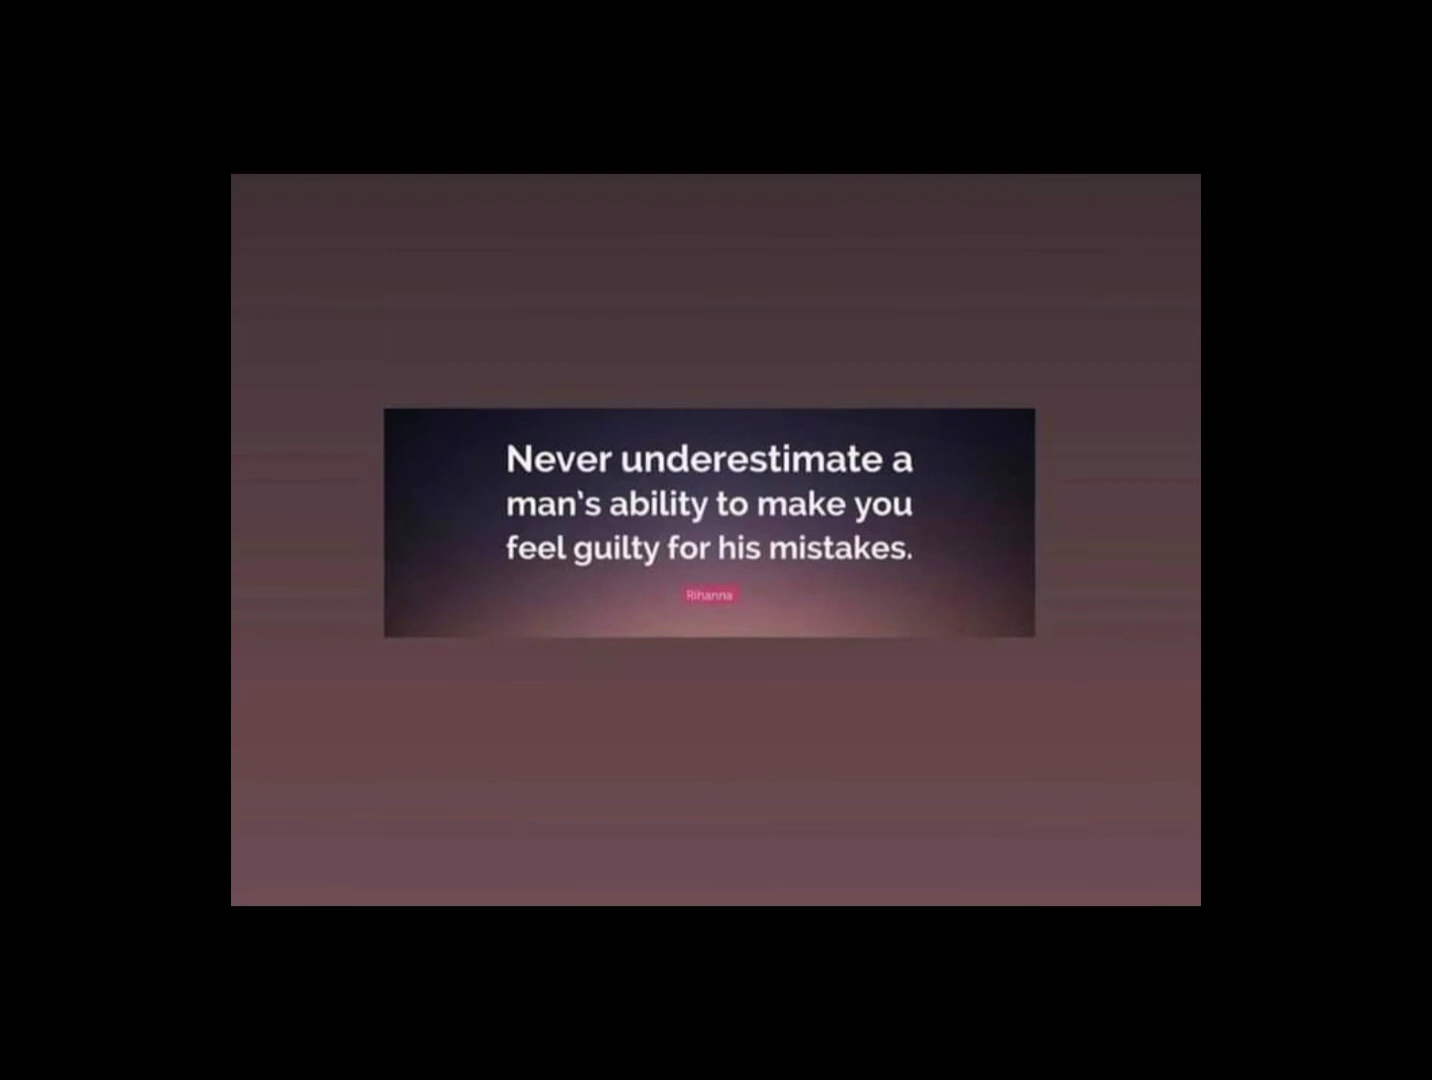 Never underestimate a
man's ability to make you
feel guilty for his mistakes.
Rihanna